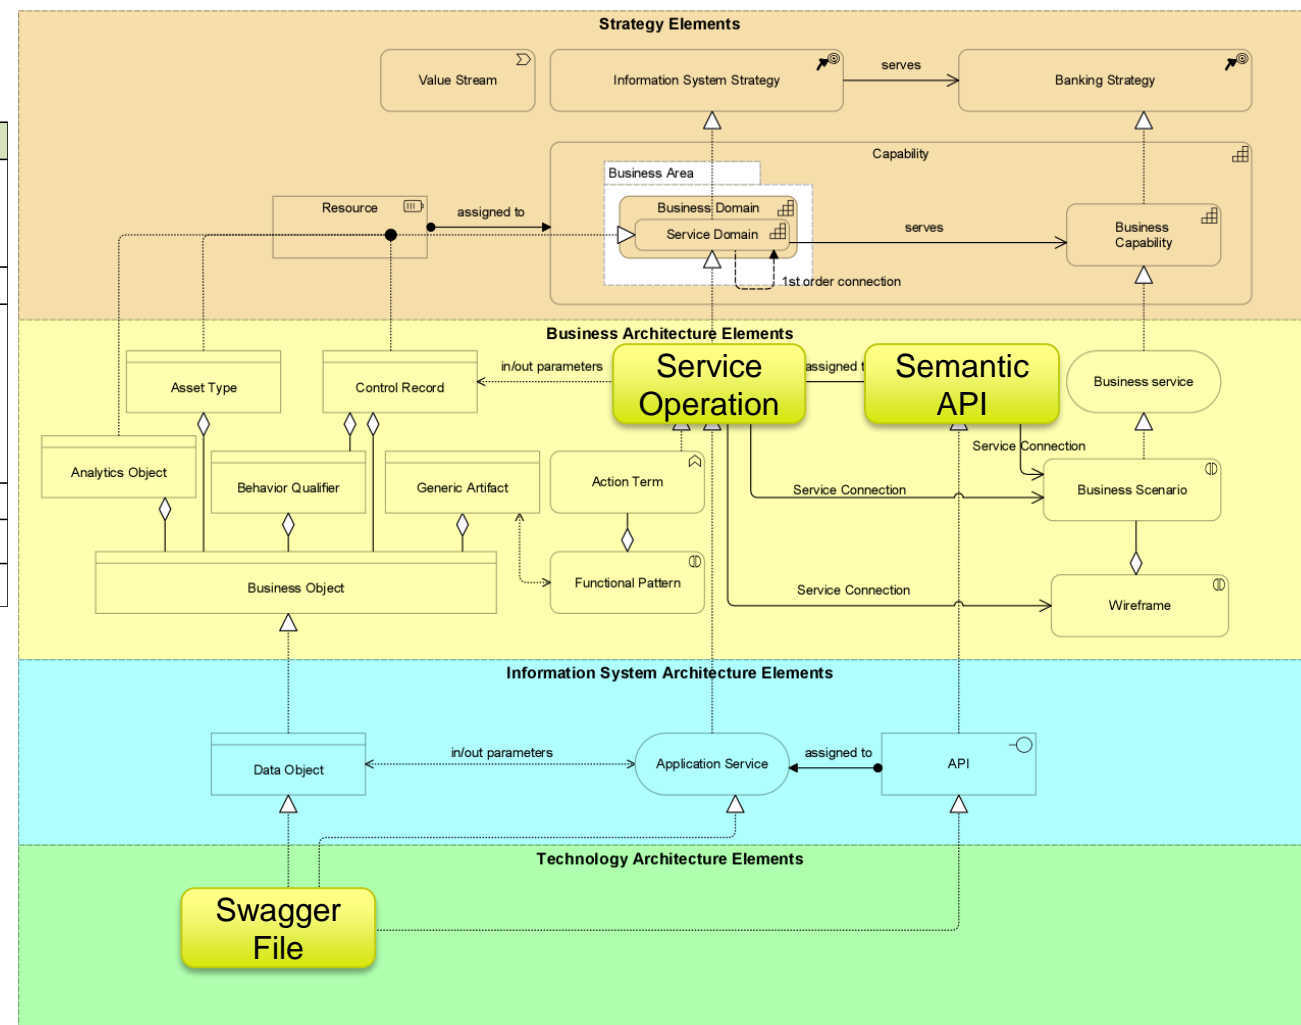 Strategy Elements
Value Stream
Information System Strategy
serves
Banking Strategy
Capability
Business Area
Resource
assigned to
Business Domain
Service Domain
serves
Business
Capability
1st order connection
Business Architecture Elements
Asset Type
Control Record
in/out parameters
Service
Operation
assigned t
Semantic
API
Business service
Analytics Object
Behavior Qualifier
Generic Artifact
Action Term
Service Connection
Service Connection
Business Scenario
Business Object
Functional Pattern
Service Connection
Wireframe
Information System Architecture Elements
Data Object
in/out parameters
Application Service
assigned to
API
Technology Architecture Elements
Swagger
File